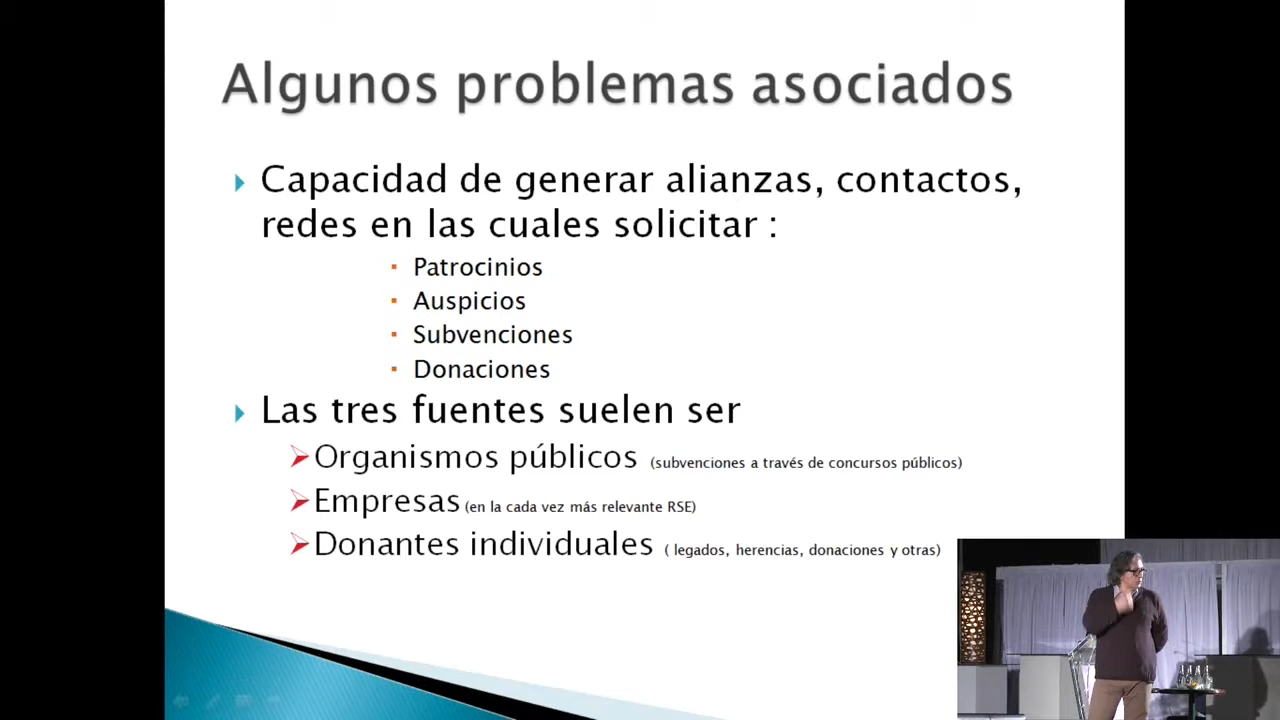 Algunos problemas asociados
Capacidad de generar alianzas, contactos,
redes en las cuales solicitar :
Patrocinios
Auspicios
Subvenciones
Donaciones
Las tres fuentes suelen ser
Organismos públicos (subvenciones a través de concursos públicos)
Empresas (en la cada vez más relevante RSE)
Donantes individuales ( legados, herencias, donaciones y otras)